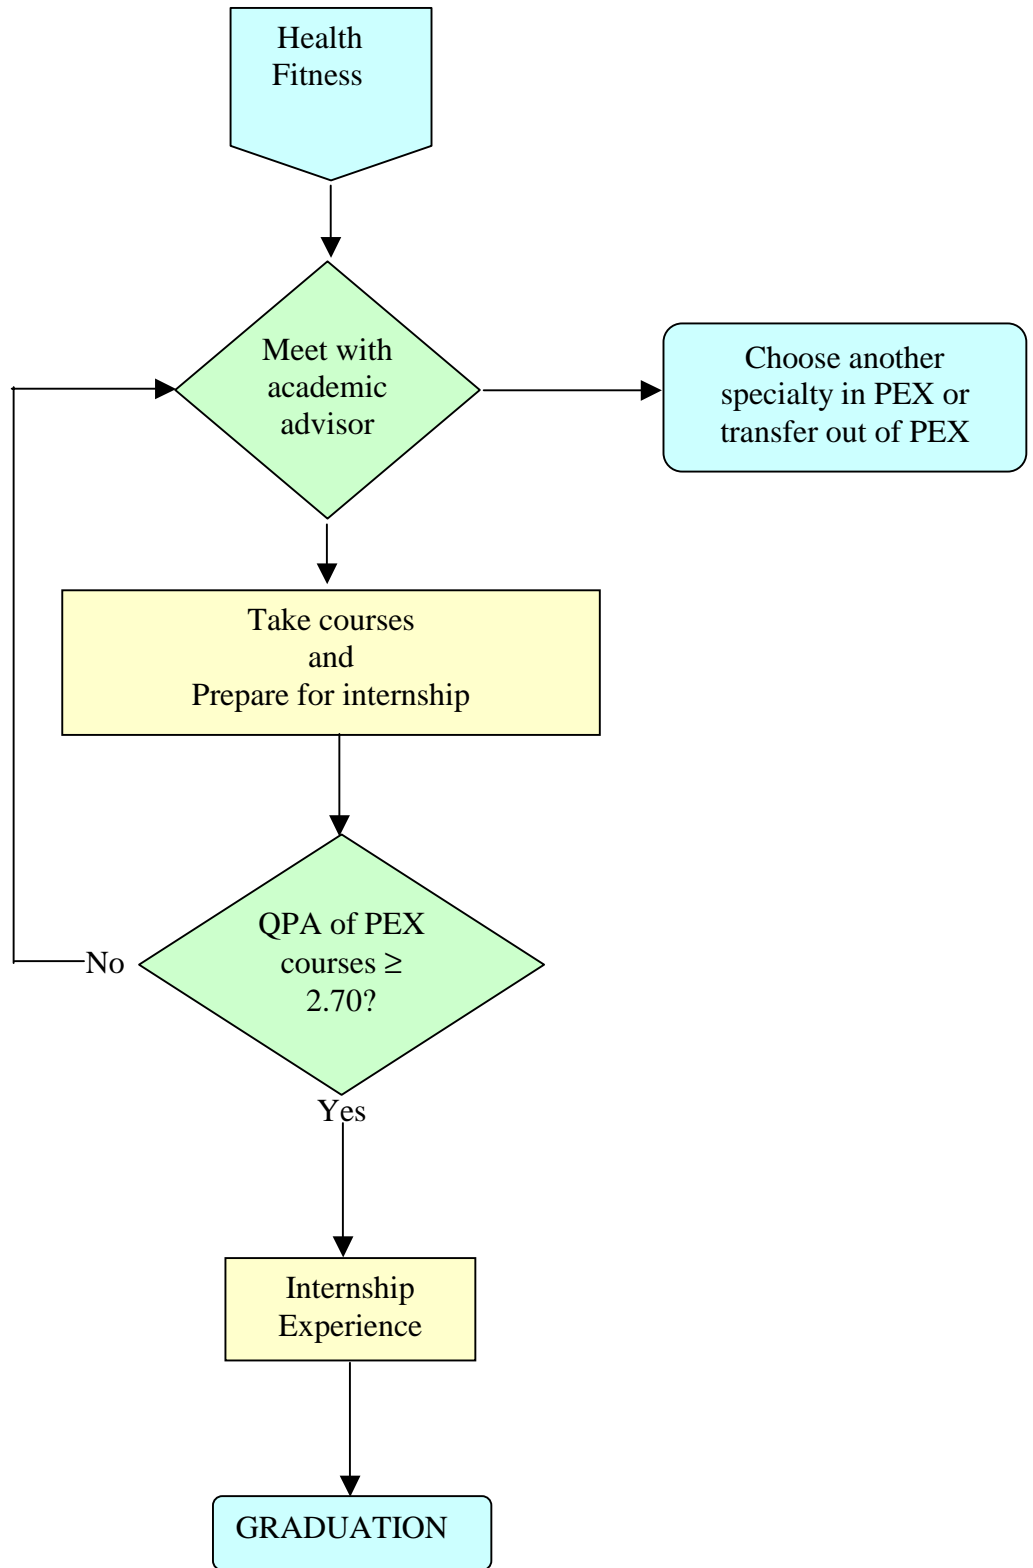 Health
Fitness
Meet with
academic
advisor
Choose another
specialty in PEX or
transfer out of PEX
Take courses
and
Prepare for internship
QPA of PEX
courses ≥
2.70?
No
Yes
Internship
Experience
GRADUATION